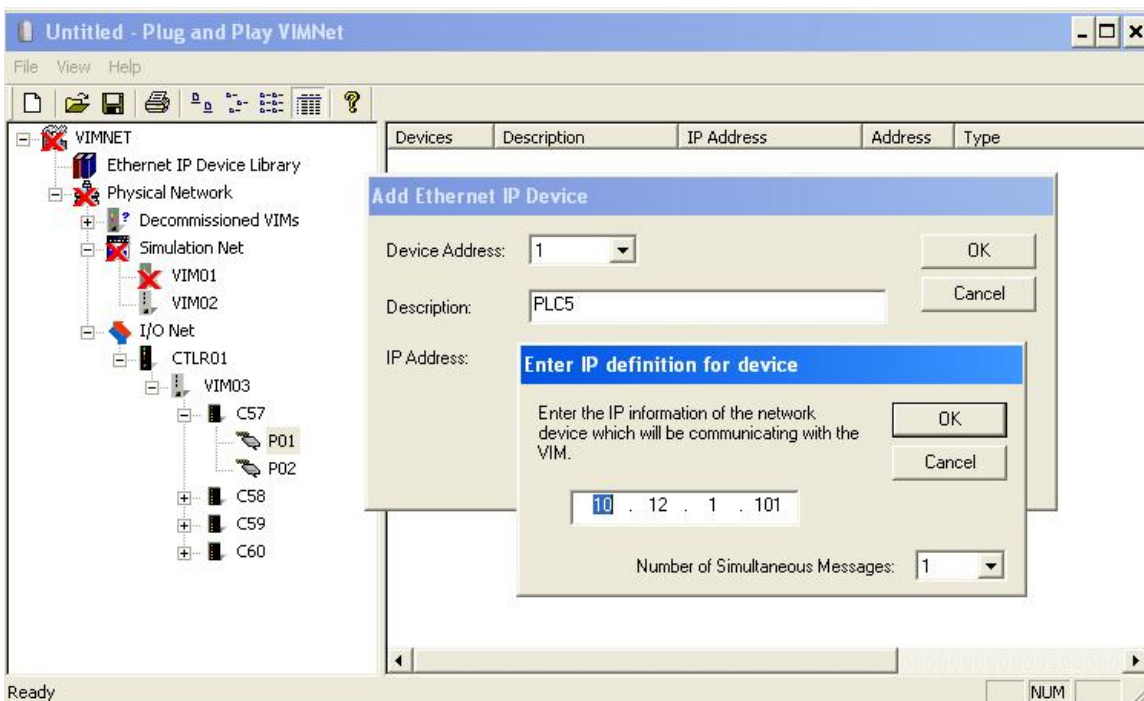 Untitled - Plug and Play VIMNet
File View Help
VIMNET
Ethernet IP Device Library
Physical Network
Decommissioned VIMs
Simulation Net
VIM01
VIM02
I/O Net
CTLR01
VIM03
C57
P01
P02
C58
C59
C60
Devices Description IP Address Address Type
Add Ethernet IP Device
Device Address: 1 OK
Description: PLC5 Cancel
IP Address:
Enter IP definition for device
Enter the IP information of the network
device which will be communicating with the
VIM.
OK
Cancel
10 . 12 . 1 . 101
Number of Simultaneous Messages: 1
Ready NUM